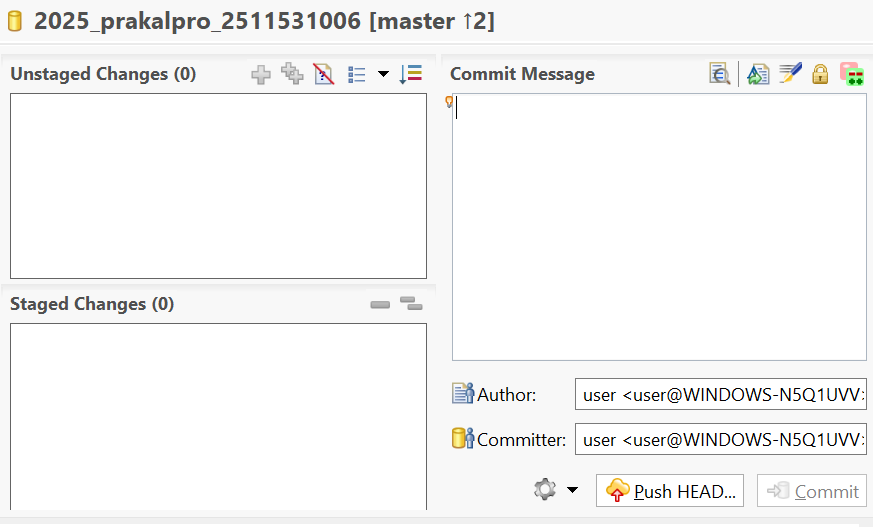 2025_prakalpro_2511531006 [master ↑2]
Unstaged Changes (0)
Commit Message
Staged Changes (0)
Author: user <user@WINDOWS-N5Q1UVV>
Committer: user <user@WINDOWS-N5Q1UVV>
Push HEAD...
Commit